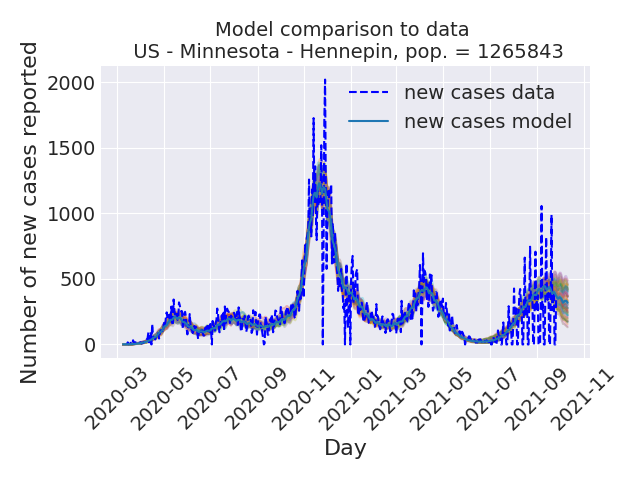 Model comparison to data
US - Minnesota - Hennepin, pop. = 1265843
Number of new cases reported
2000
1500
1000
500
0
new cases data
new cases model
2020-03
2020-05
2020-07
2020-09
2020-11
2021-01
2021-03
2021-05
2021-07
2021-09
2021-11
Day